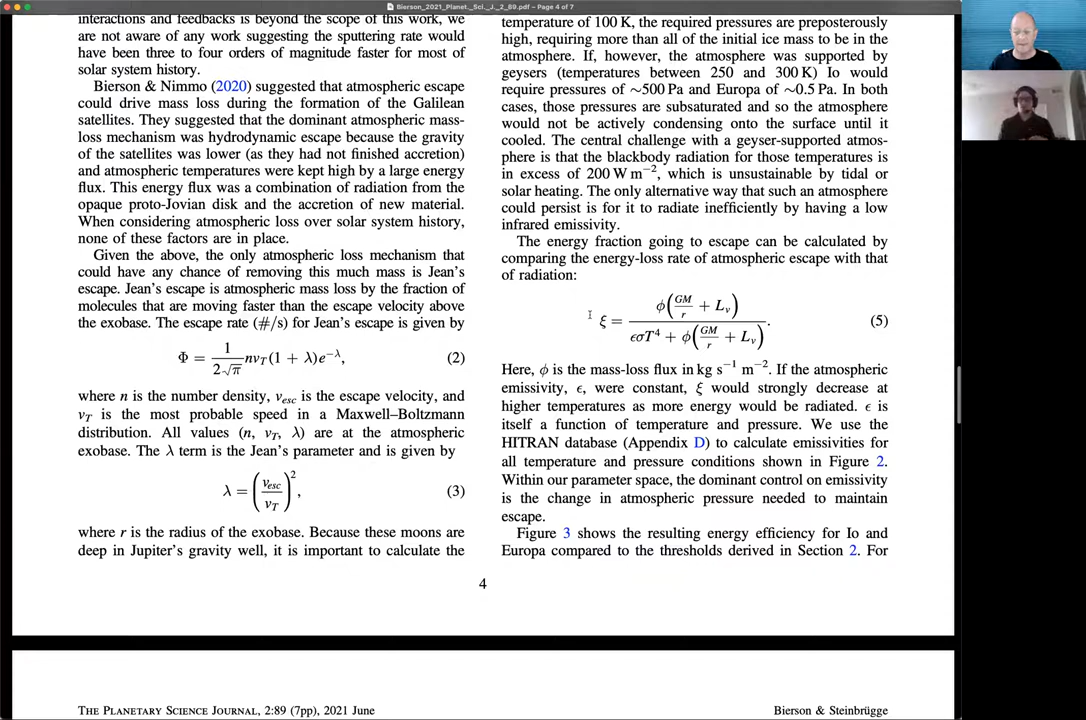 Bierson_2021_Planet._Sci._J._2_89.pdf – Page 4 of 7
interactions and feedbacks is beyond the scope of this work, we
are not aware of any work suggesting the sputtering rate would
have been three to four orders of magnitude faster for most of
solar system history.
Bierson & Nimmo (2020) suggested that atmospheric escape
could drive mass loss during the formation of the Galilean
satellites. They suggested that the dominant atmospheric mass-
loss mechanism was hydrodynamic escape because the gravity
of the satellites was lower (as they had not finished accretion)
and atmospheric temperatures were kept high by a large energy
flux. This energy flux was a combination of radiation from the
opaque proto-Jovian disk and the accretion of new material.
When considering atmospheric loss over solar system history,
none of these factors are in place.
Given the above, the only atmospheric loss mechanism that
could have any chance of removing this much mass is Jean's
escape. Jean's escape is atmospheric mass loss by the fraction of
molecules that are moving faster than the escape velocity above
the exobase. The escape rate (#/s) for Jean's escape is given by
Φ = 1/(2√π) nv_T(1 + λ)e^−λ, (2)
where n is the number density, v_esc is the escape velocity, and
v_T is the most probable speed in a Maxwell–Boltzmann
distribution. All values (n, v_T, λ) are at the atmospheric
exobase. The λ term is the Jean's parameter and is given by
λ = (v_esc/v_T)^2, (3)
where r is the radius of the exobase. Because these moons are
deep in Jupiter's gravity well, it is important to calculate the
temperature of 100 K, the required pressures are preposterously
high, requiring more than all of the initial ice mass to be in the
atmosphere. If, however, the atmosphere was supported by
geysers (temperatures between 250 and 300 K) Io would
require pressures of ~500 Pa and Europa of ~0.5 Pa. In both
cases, those pressures are subsaturated and so the atmosphere
would not be actively condensing onto the surface until it
cooled. The central challenge with a geyser-supported atmos-
phere is that the blackbody radiation for those temperatures is
in excess of 200 W m^−2, which is unsustainable by tidal or
solar heating. The only alternative way that such an atmosphere
could persist is for it to radiate inefficiently by having a low
infrared emissivity.
The energy fraction going to escape can be calculated by
comparing the energy-loss rate of atmospheric escape with that
of radiation:
ξ = ϕ(GM/r + L_v) / (ϵσT^4 + ϕ(GM/r + L_v)). (5)
Here, ϕ is the mass-loss flux in kg s^−1 m^−2. If the atmospheric
emissivity, ϵ, were constant, ξ would strongly decrease at
higher temperatures as more energy would be radiated. ϵ is
itself a function of temperature and pressure. We use the
HITRAN database (Appendix D) to calculate emissivities for
all temperature and pressure conditions shown in Figure 2.
Within our parameter space, the dominant control on emissivity
is the change in atmospheric pressure needed to maintain
escape.
Figure 3 shows the resulting energy efficiency for Io and
Europa compared to the thresholds derived in Section 2. For
4
THE PLANETARY SCIENCE JOURNAL, 2:89 (7pp), 2021 June
Bierson & Steinbrügge